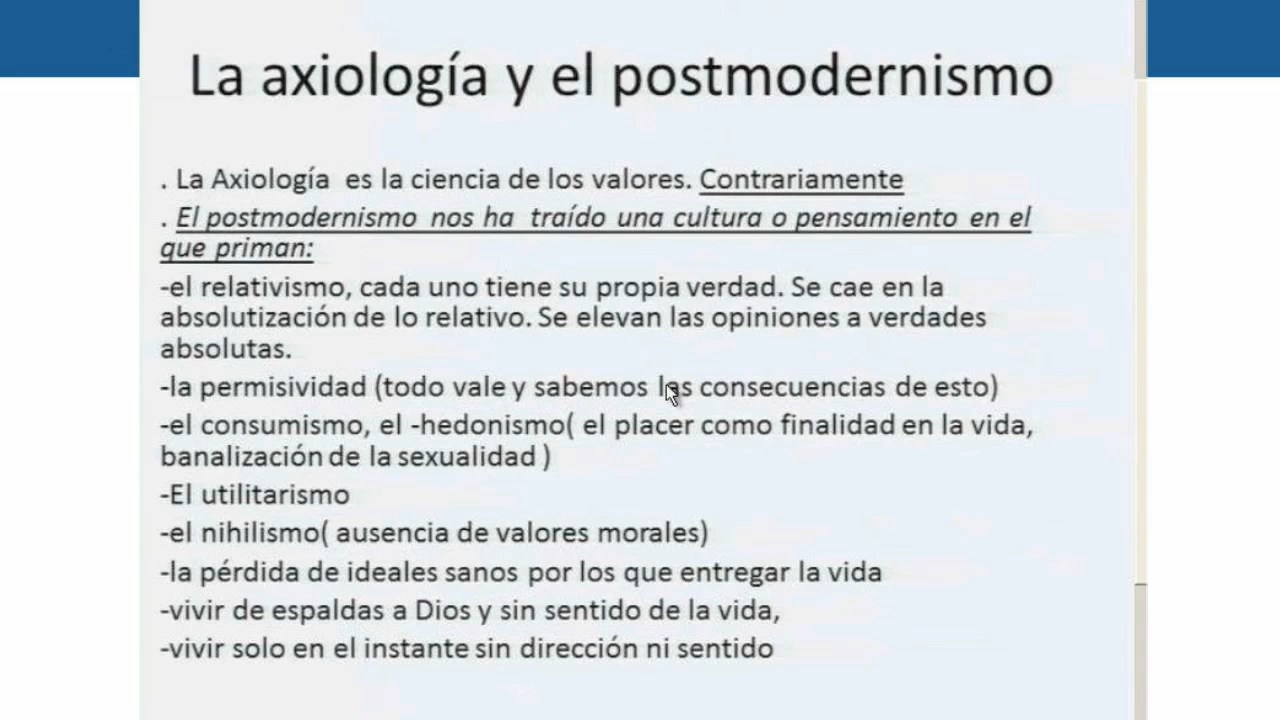 La axiología y el postmodernismo
. La Axiología es la ciencia de los valores. Contrariamente
. El postmodernismo nos ha traído una cultura o pensamiento en el
que priman:
-el relativismo, cada uno tiene su propia verdad. Se cae en la
absolutización de lo relativo. Se elevan las opiniones a verdades
absolutas.
-la permisividad (todo vale y sabemos las consecuencias de esto)
-el consumismo, el -hedonismo( el placer como finalidad en la vida,
banalización de la sexualidad )
-El utilitarismo
-el nihilismo( ausencia de valores morales)
-la pérdida de ideales sanos por los que entregar la vida
-vivir de espaldas a Dios y sin sentido de la vida,
-vivir solo en el instante sin dirección ni sentido